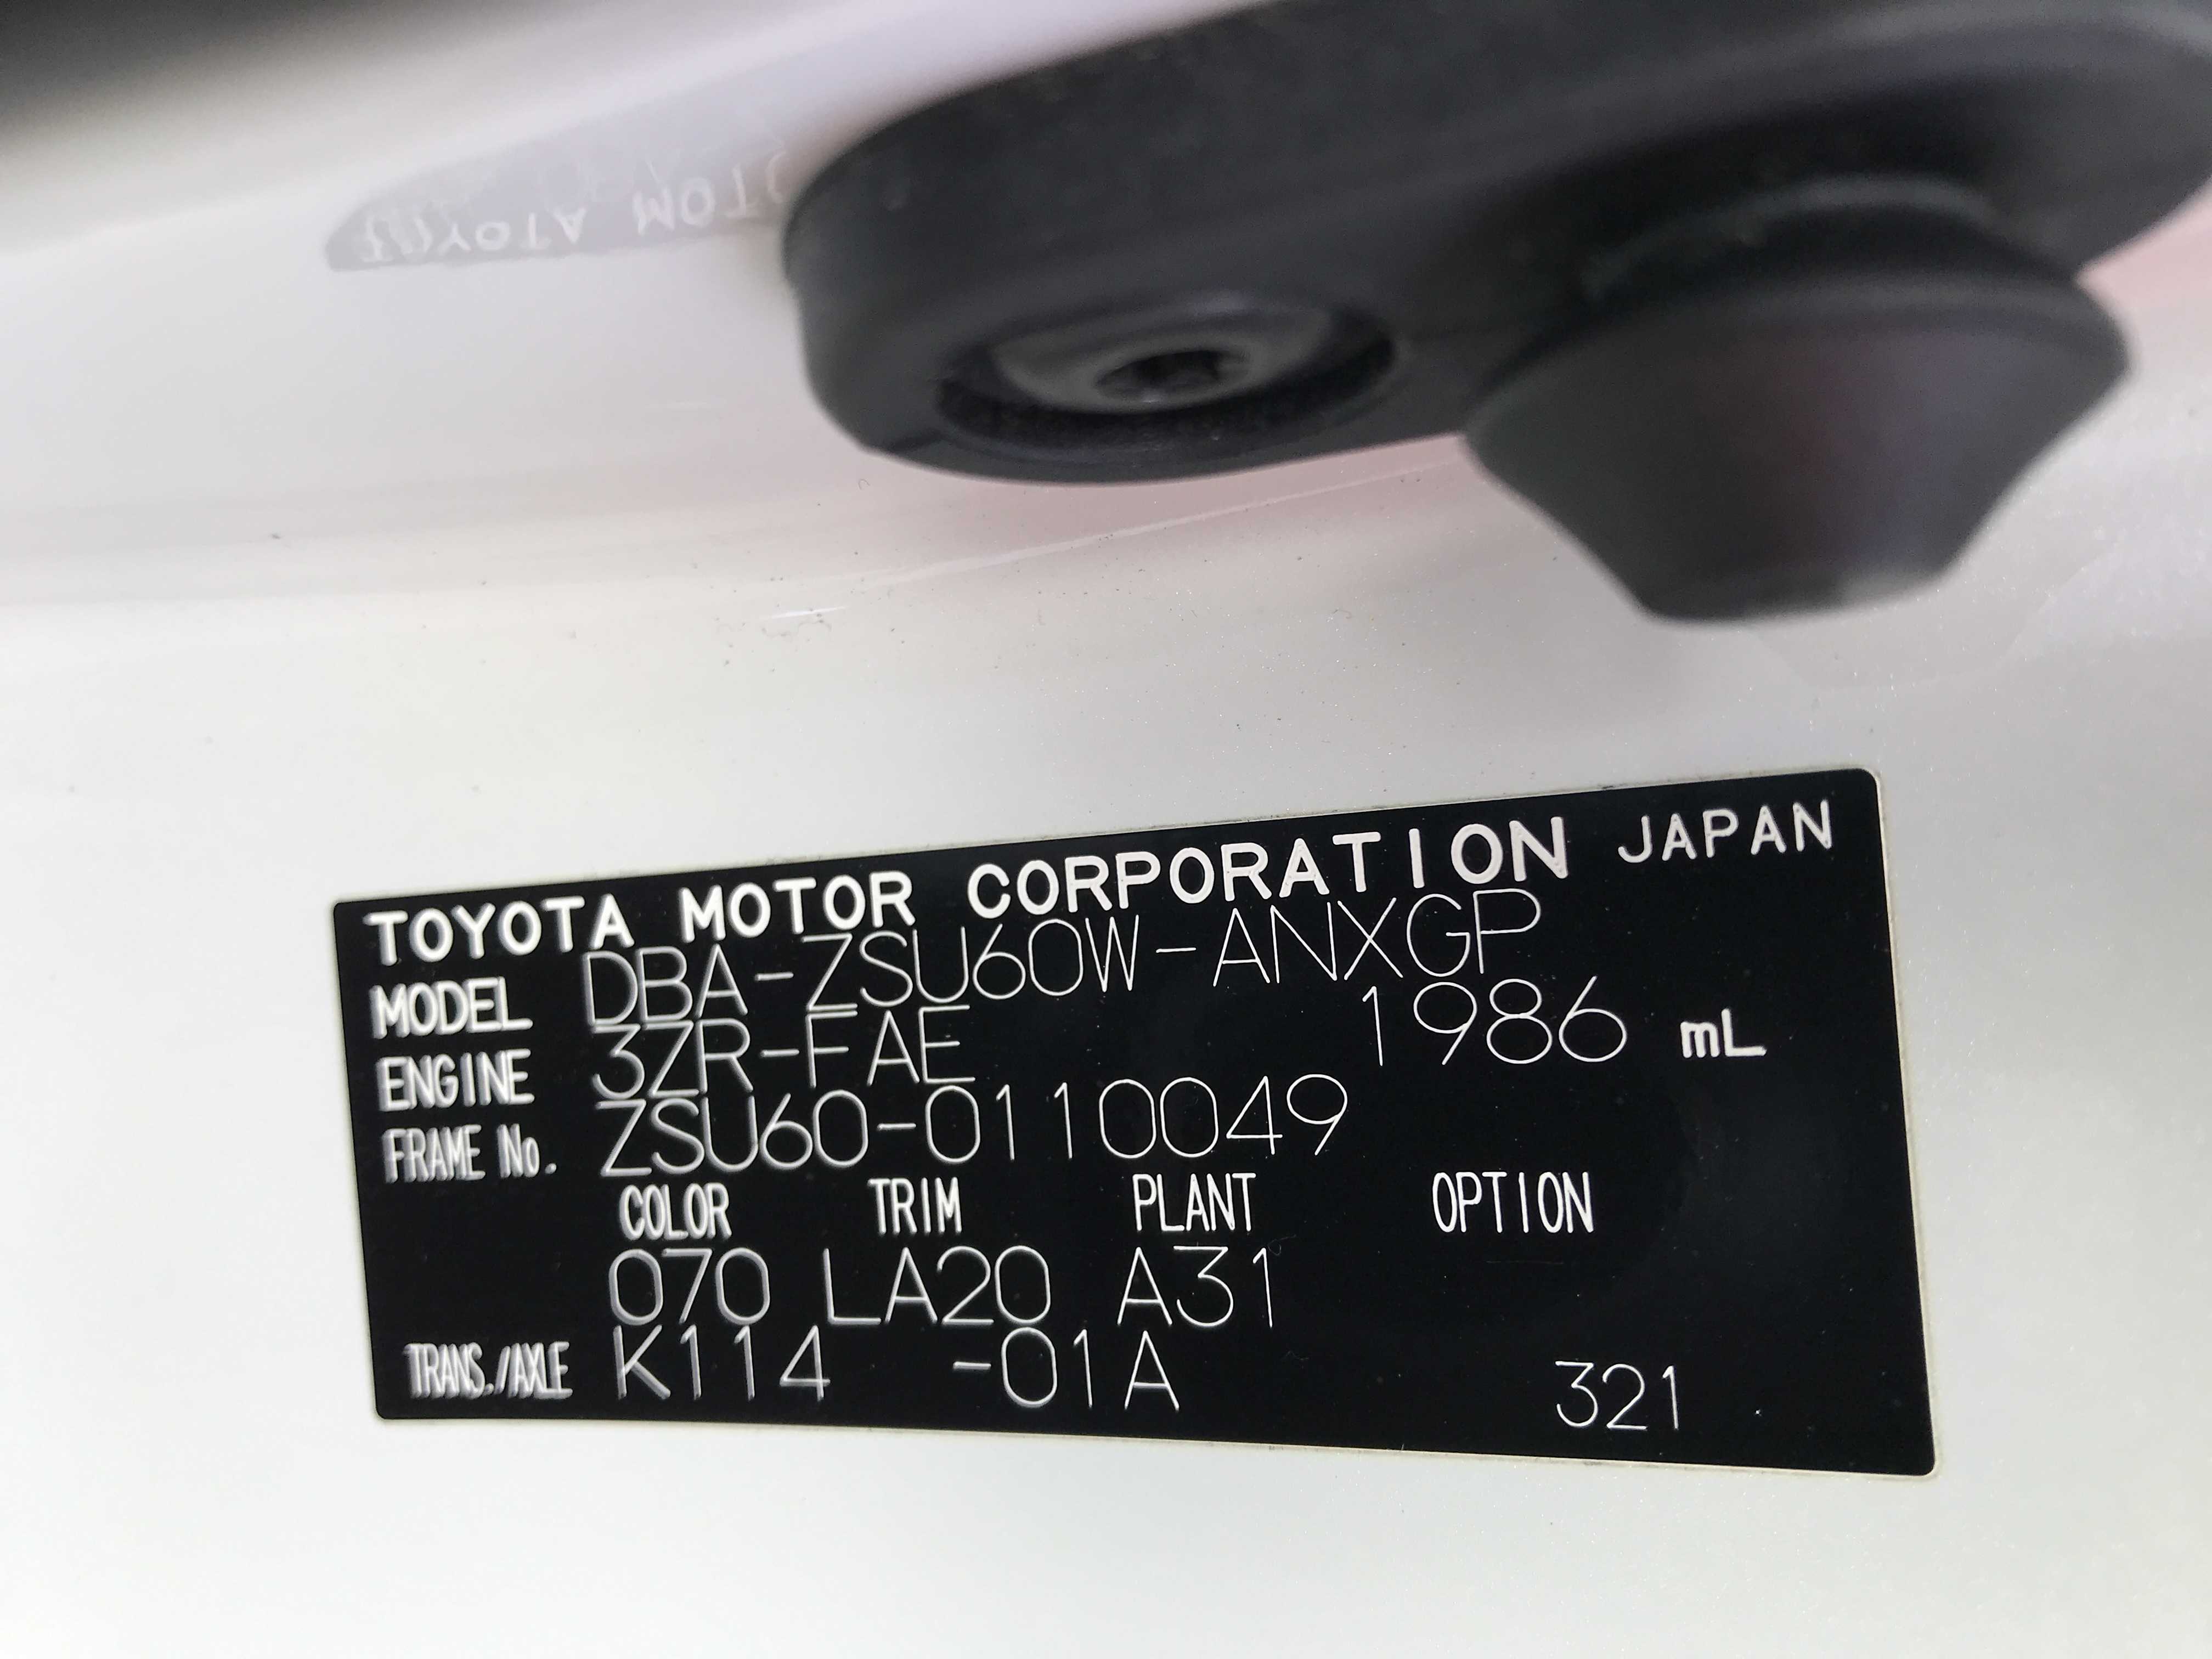 TOYOTA MOTOR CORPORATION JAPAN
MODEL DBA-ZSU60W-ANXGP
ENGINE 3ZR-FAE 1986 mL
FRAME No. ZSU60-0110049
COLOR TRIM PLANT OPTION
070 LA20 A31
TRANS./AXLE K114 -01A 321